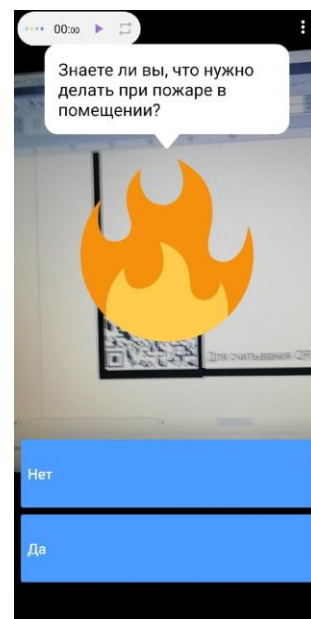 00:00
Знаете ли вы, что нужно
делать при пожаре в
помещении?
Для считывания QR
Нет
Да